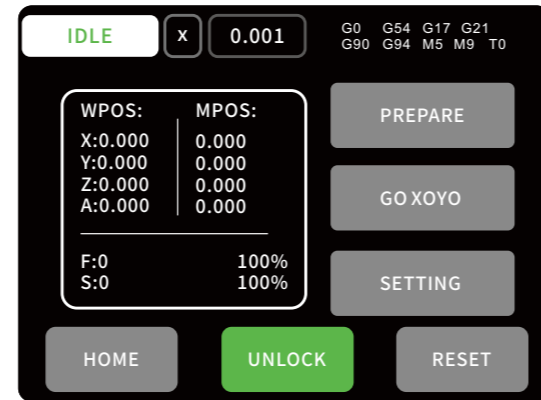 IDLE x 0.001 G0 G54 G17 G21
G90 G94 M5 M9 T0
WPOS: MPOS:
X:0.000 0.000
Y:0.000 0.000
Z:0.000 0.000
A:0.000 0.000
F:0 100%
S:0 100%
PREPARE
GO XOYO
SETTING
HOME UNLOCK RESET